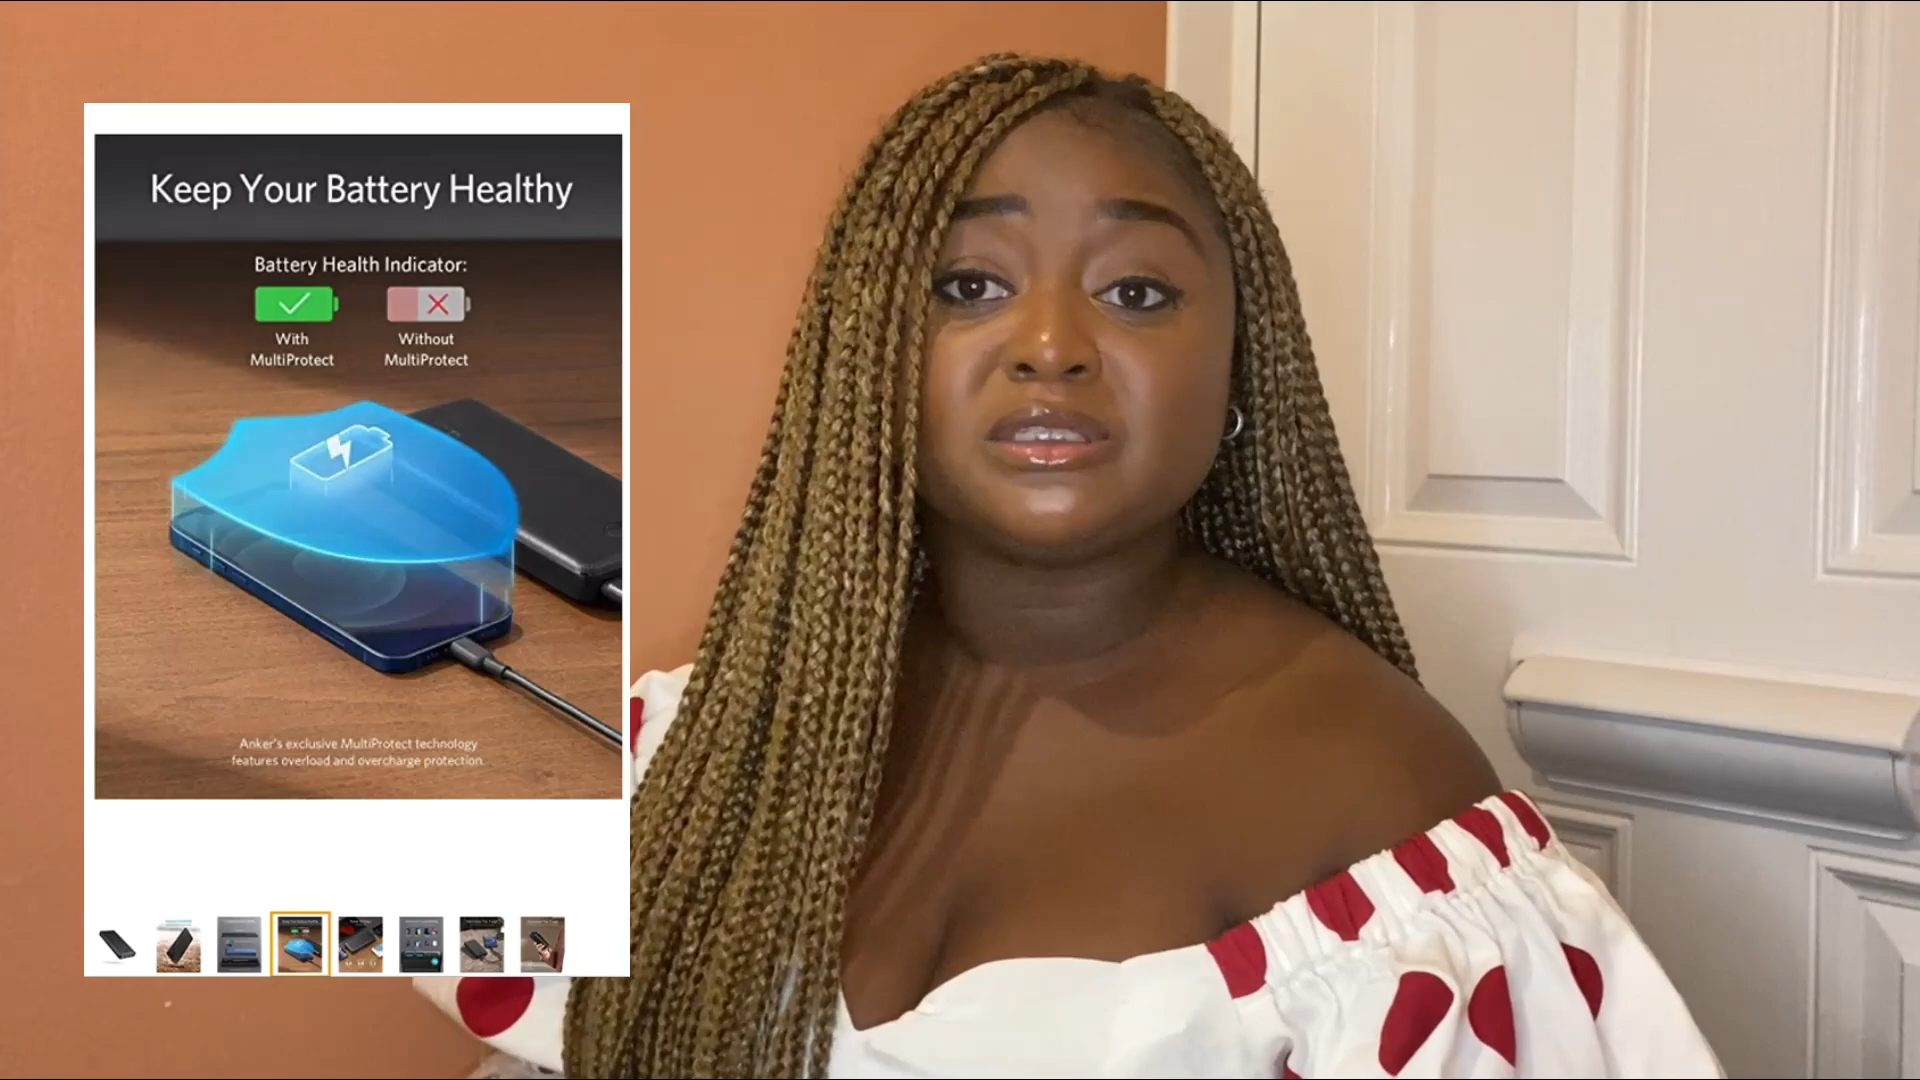 Keep Your Battery Healthy
Battery Health Indicator:
With
MultiProtect
Without
MultiProtect
Anker's exclusive MultiProtect technology
features overload and overcharge protection.